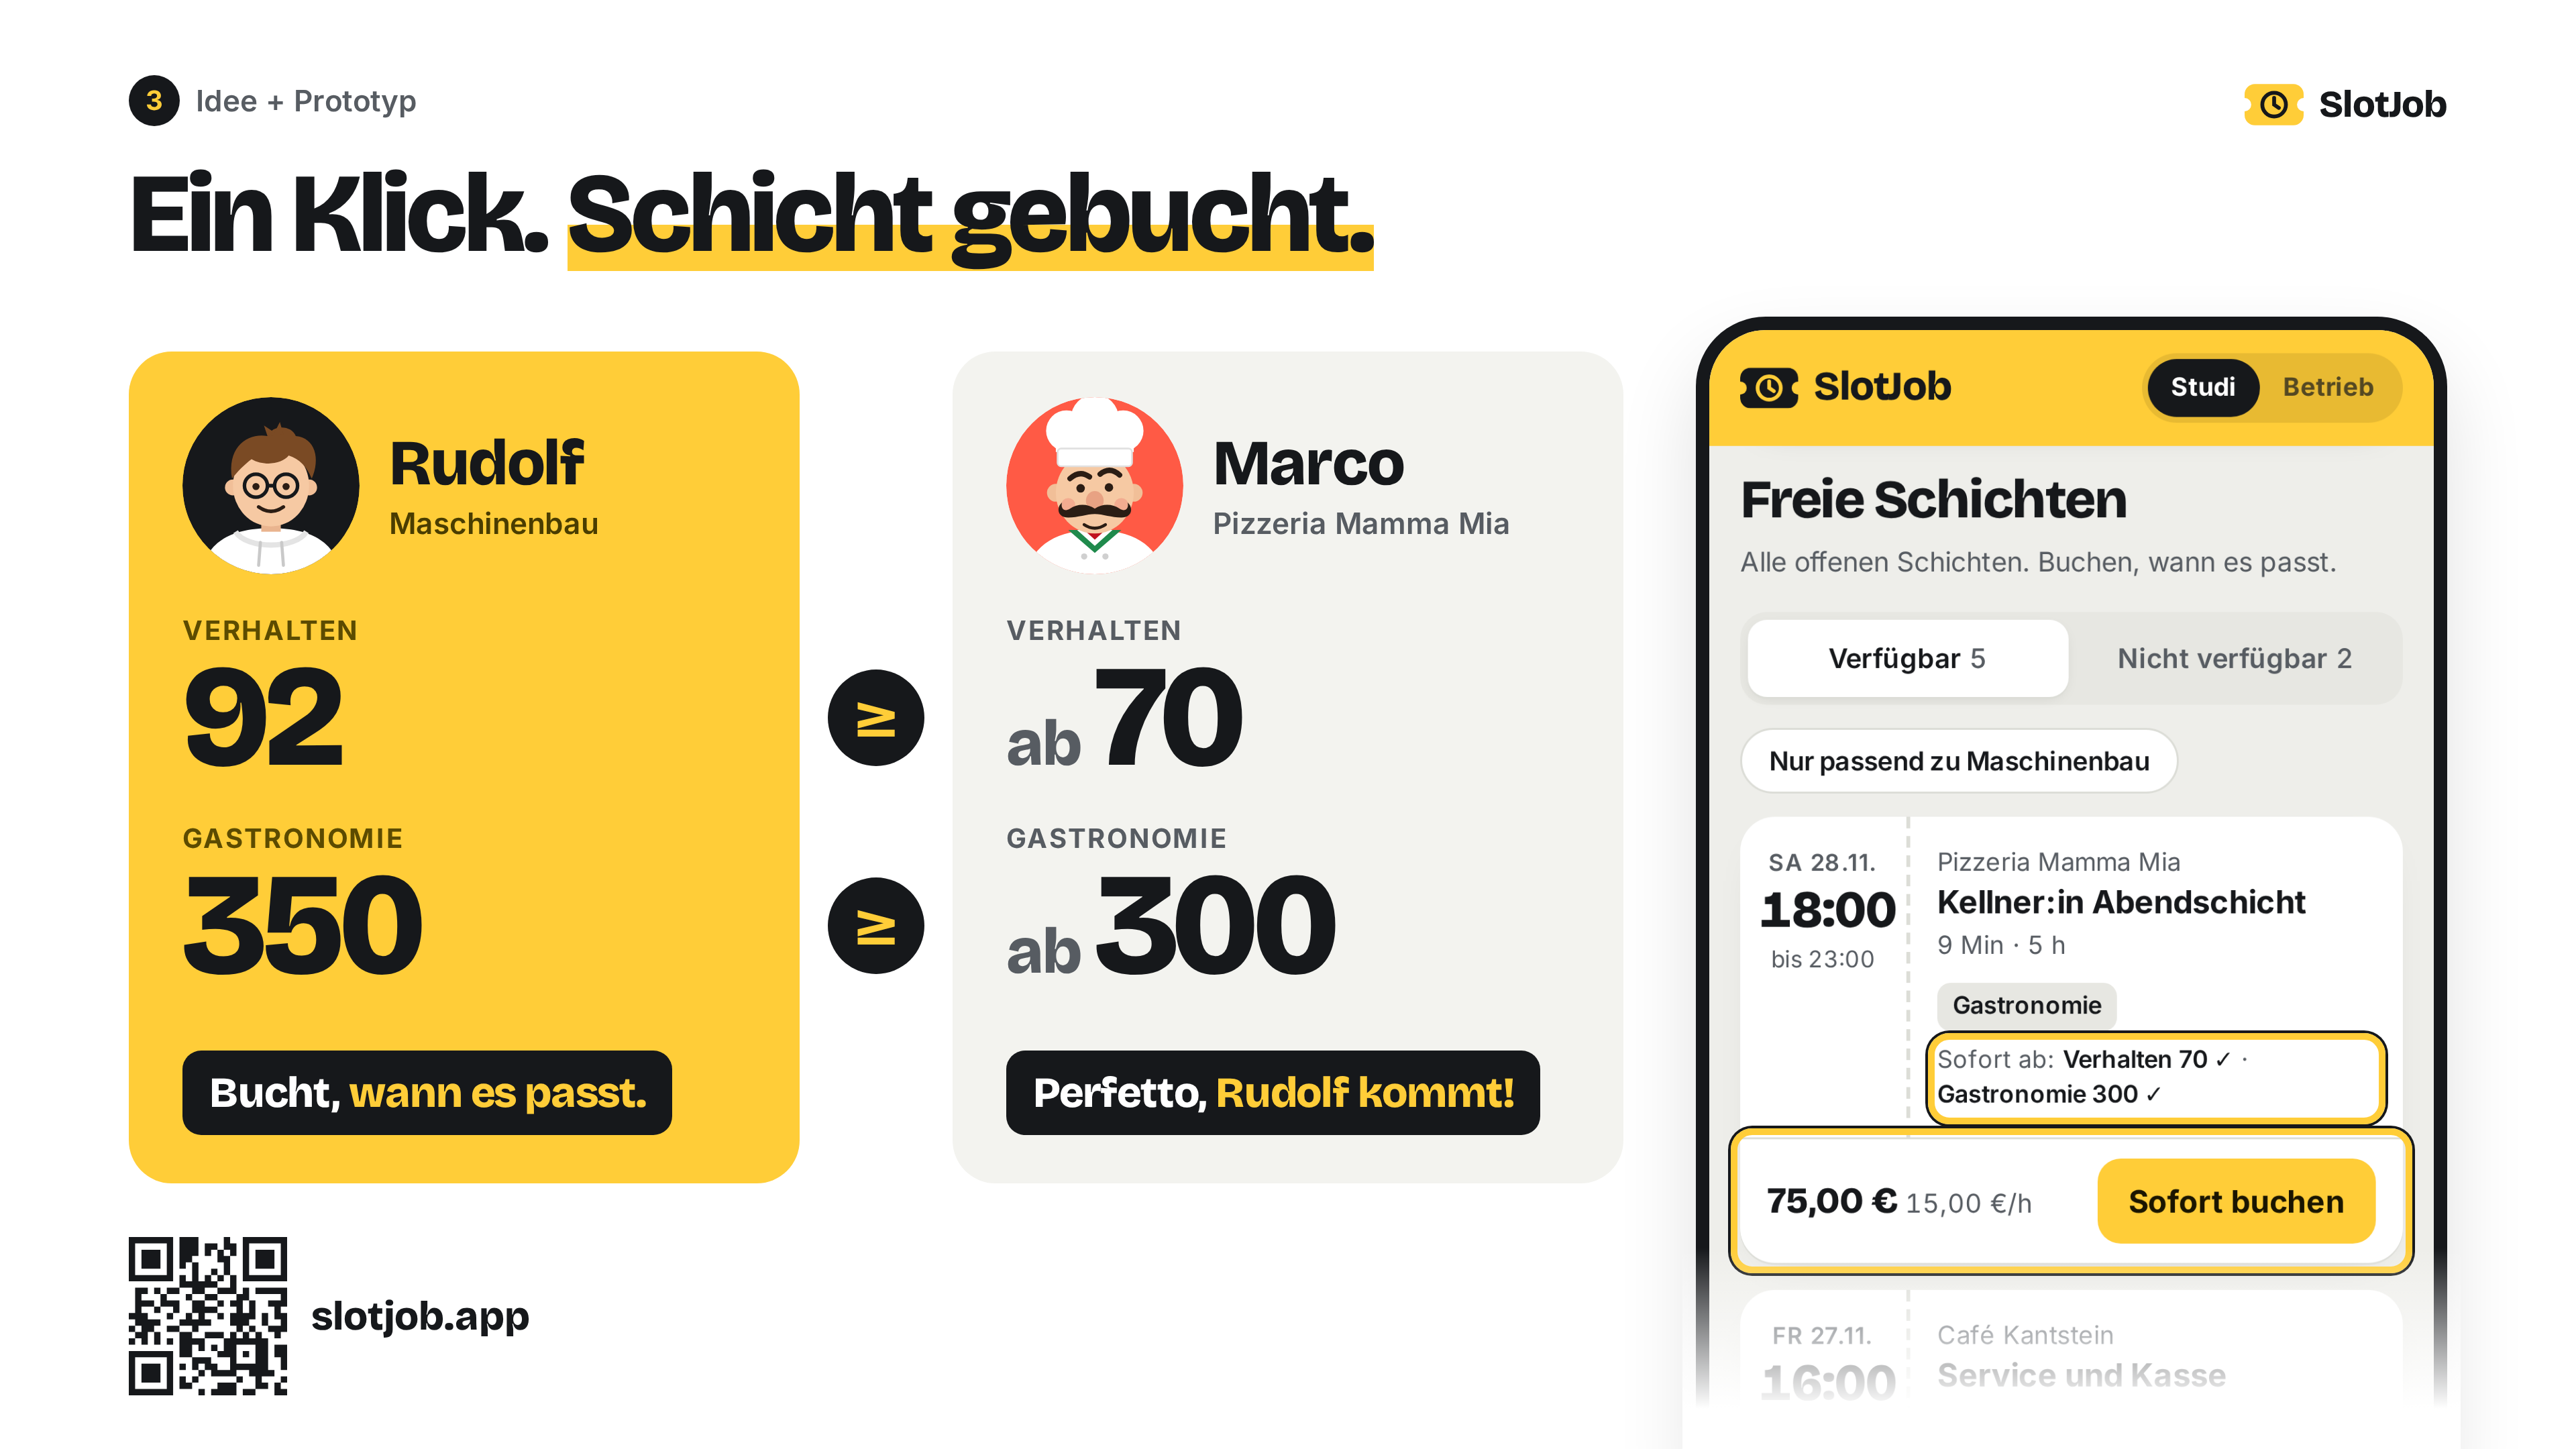 3 Idee + Prototyp
SlotJob
Ein Klick. Schicht gebucht.
Rudolf
Maschinenbau
VERHALTEN
92
GASTRONOMIE
350
Bucht, wann es passt.
≥
≥
Marco
Pizzeria Mamma Mia
VERHALTEN
ab 70
GASTRONOMIE
ab 300
Perfetto, Rudolf kommt!
slotjob.app
SlotJob
Studi Betrieb
Freie Schichten
Alle offenen Schichten. Buchen, wann es passt.
Verfügbar 5 Nicht verfügbar 2
Nur passend zu Maschinenbau
SA 28.11.
18:00
bis 23:00
Pizzeria Mamma Mia
Kellner:in Abendschicht
9 Min · 5 h
Gastronomie
Sofort ab: Verhalten 70 ✓ ·
Gastronomie 300 ✓
75,00 € 15,00 €/h
Sofort buchen
FR 27.11.
16:00
Café Kantstein
Service und Kasse